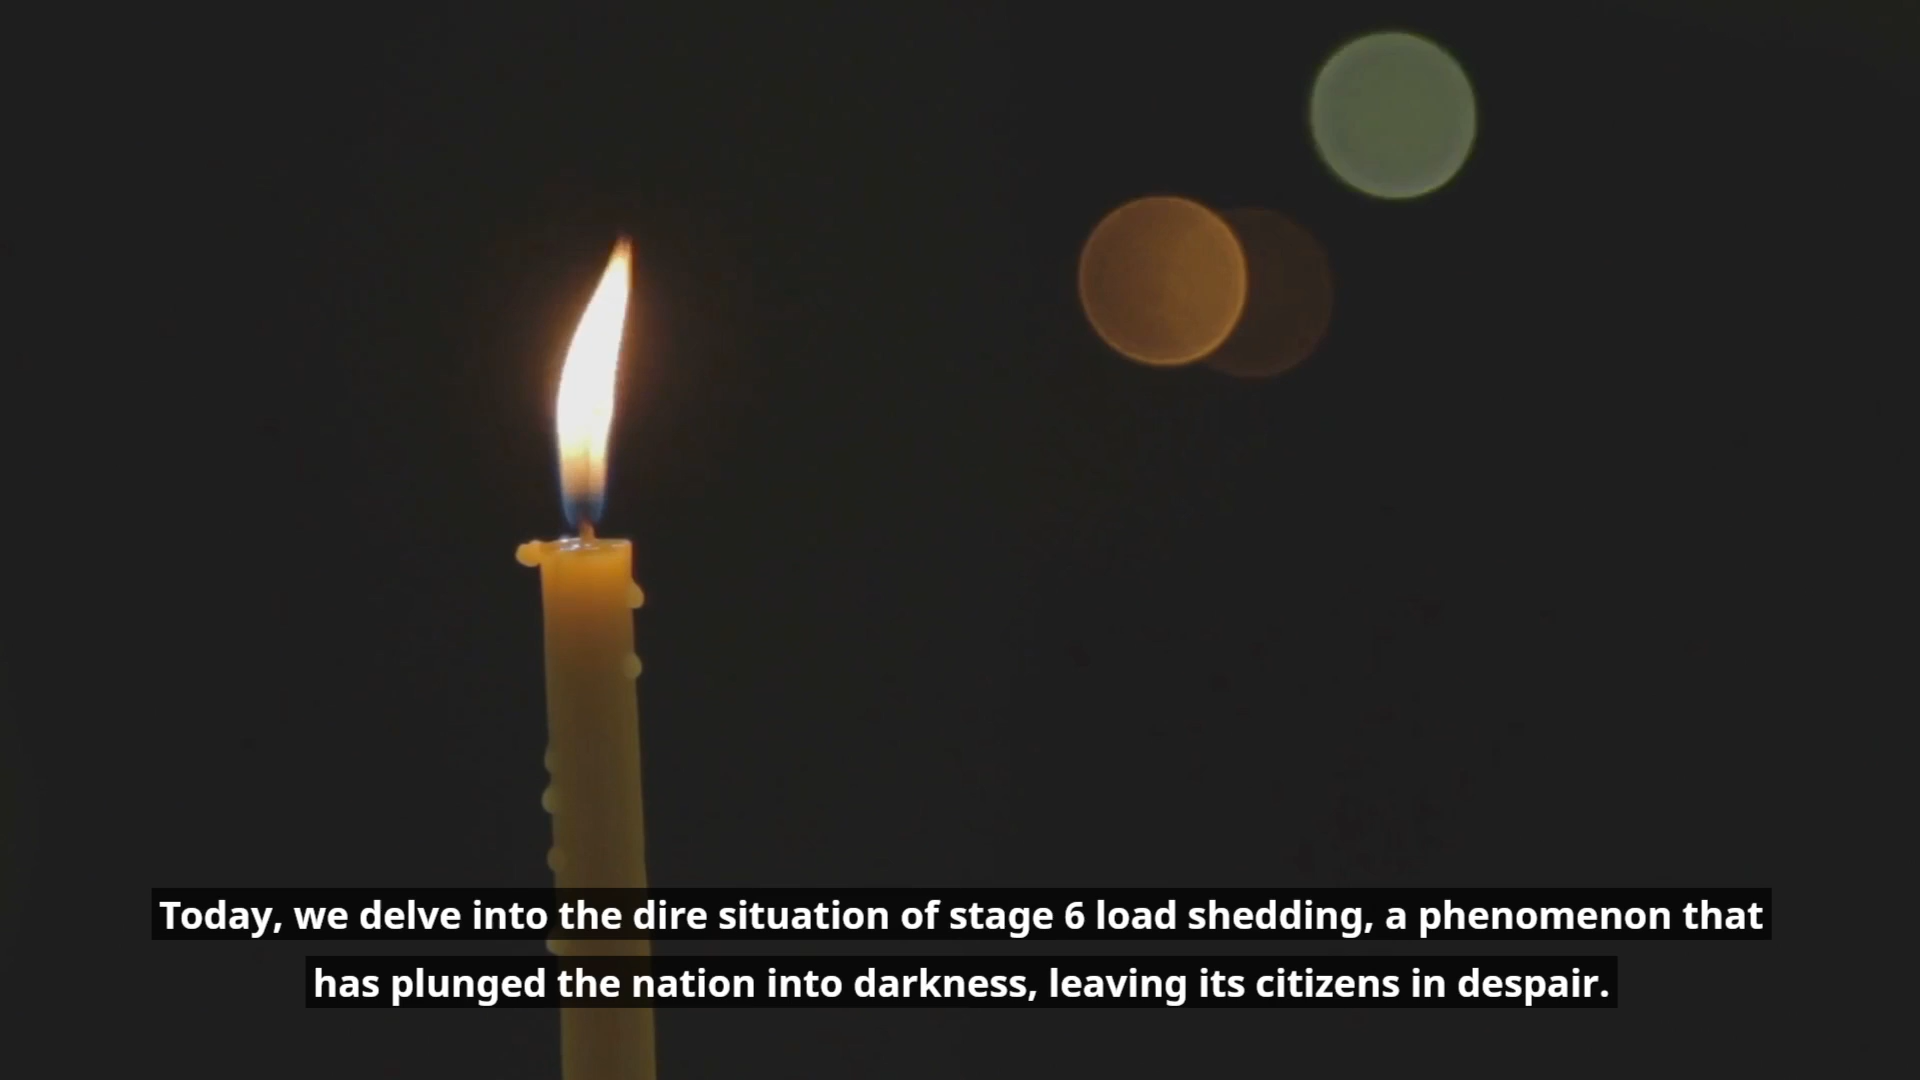 Today, we delve into the dire situation of stage 6 load shedding, a phenomenon that
has plunged the nation into darkness, leaving its citizens in despair.